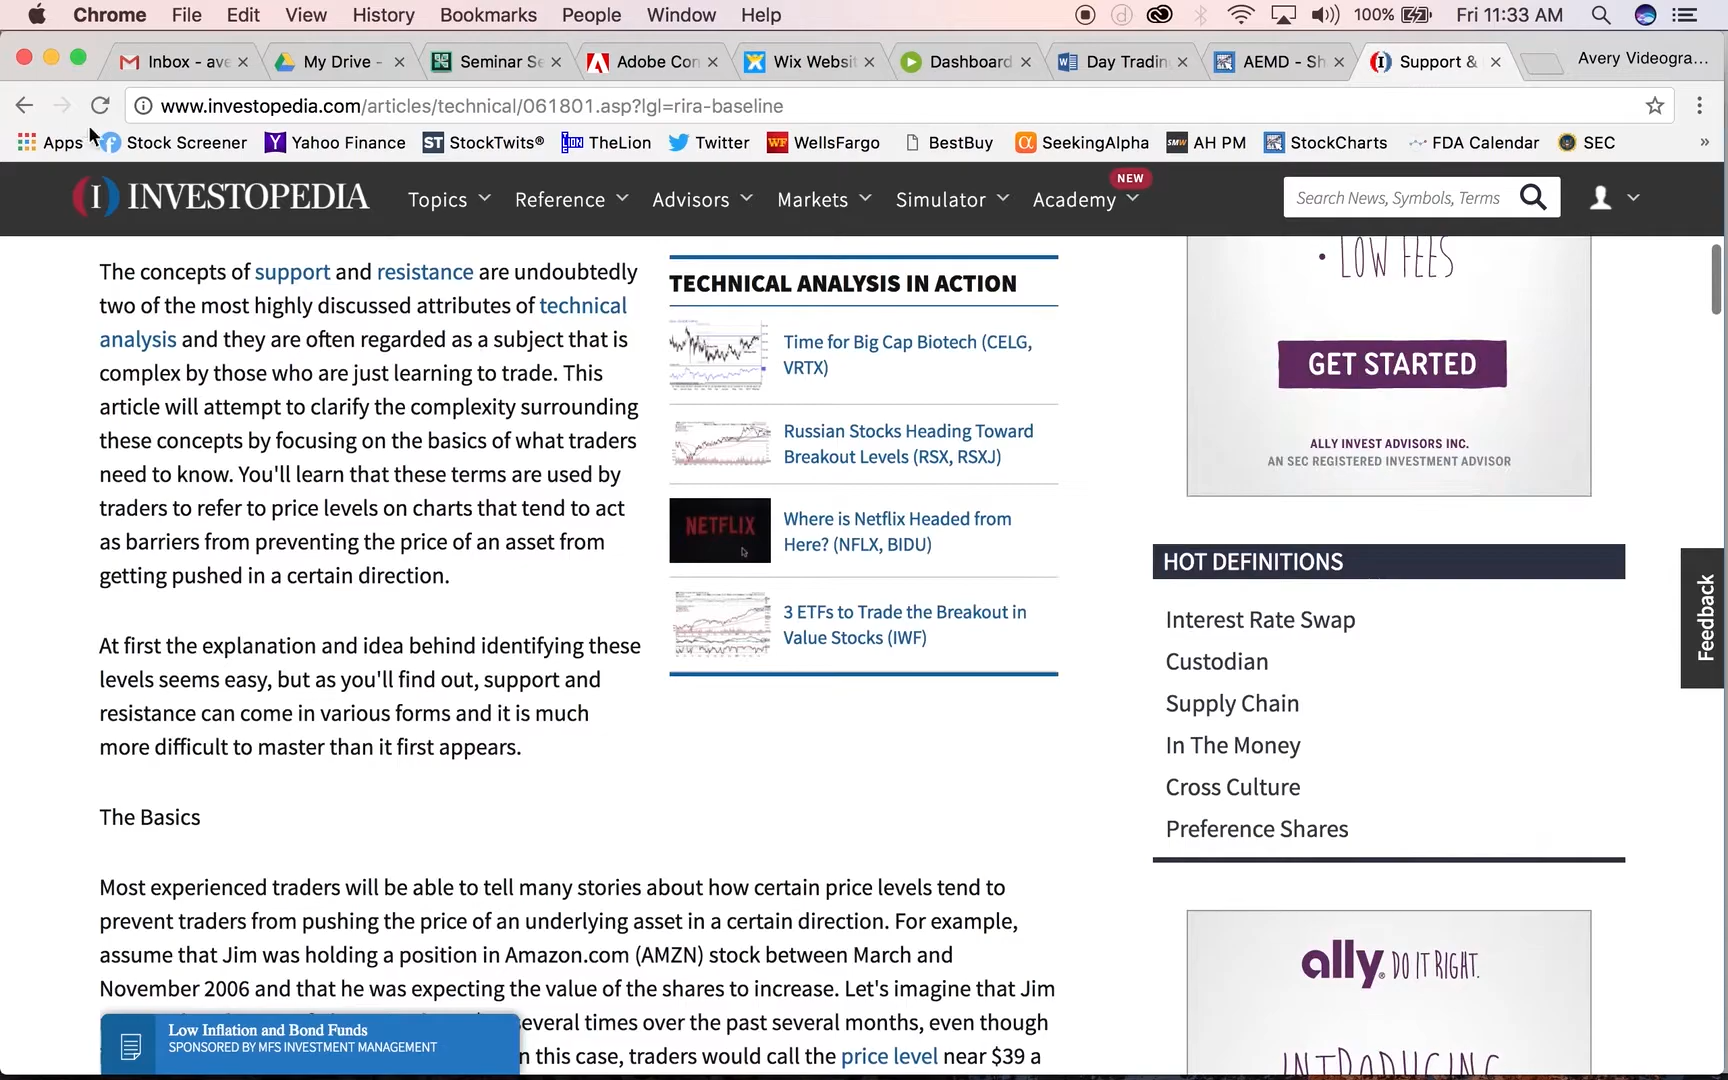 Chrome File Edit View History Bookmarks People Window Help 100% Fri 11:33 AM
Inbox - ave My Drive - Seminar Se Adobe Con Wix Websit Dashboard Day Tradin AEMD - Sh Support & Avery Videogra...
www.investopedia.com/articles/technical/061801.asp?lgl=rira-baseline
Apps Stock Screener Yahoo Finance StockTwits® TheLion Twitter WellsFargo BestBuy SeekingAlpha AH PM StockCharts FDA Calendar SEC »
INVESTOPEDIA Topics Reference Advisors Markets Simulator Academy NEW Search News, Symbols, Terms
The concepts of support and resistance are undoubtedly
two of the most highly discussed attributes of technical
analysis and they are often regarded as a subject that is
complex by those who are just learning to trade. This
article will attempt to clarify the complexity surrounding
these concepts by focusing on the basics of what traders
need to know. You'll learn that these terms are used by
traders to refer to price levels on charts that tend to act
as barriers from preventing the price of an asset from
getting pushed in a certain direction.
At first the explanation and idea behind identifying these
levels seems easy, but as you'll find out, support and
resistance can come in various forms and it is much
more difficult to master than it first appears.
TECHNICAL ANALYSIS IN ACTION
Time for Big Cap Biotech (CELG,
VRTX)
Russian Stocks Heading Toward
Breakout Levels (RSX, RSXJ)
NETFLIX
Where is Netflix Headed from
Here? (NFLX, BIDU)
3 ETFs to Trade the Breakout in
Value Stocks (IWF)
The Basics
Most experienced traders will be able to tell many stories about how certain price levels tend to
prevent traders from pushing the price of an underlying asset in a certain direction. For example,
assume that Jim was holding a position in Amazon.com (AMZN) stock between March and
November 2006 and that he was expecting the value of the shares to increase. Let's imagine that Jim
several times over the past several months, even though
n this case, traders would call the price level near $39 a
Low Inflation and Bond Funds
SPONSORED BY MFS INVESTMENT MANAGEMENT
• LOW FEES
GET STARTED
ALLY INVEST ADVISORS INC.
AN SEC REGISTERED INVESTMENT ADVISOR
HOT DEFINITIONS
Interest Rate Swap
Custodian
Supply Chain
In The Money
Cross Culture
Preference Shares
Feedback
ally DO IT RIGHT.
INTRODUCING